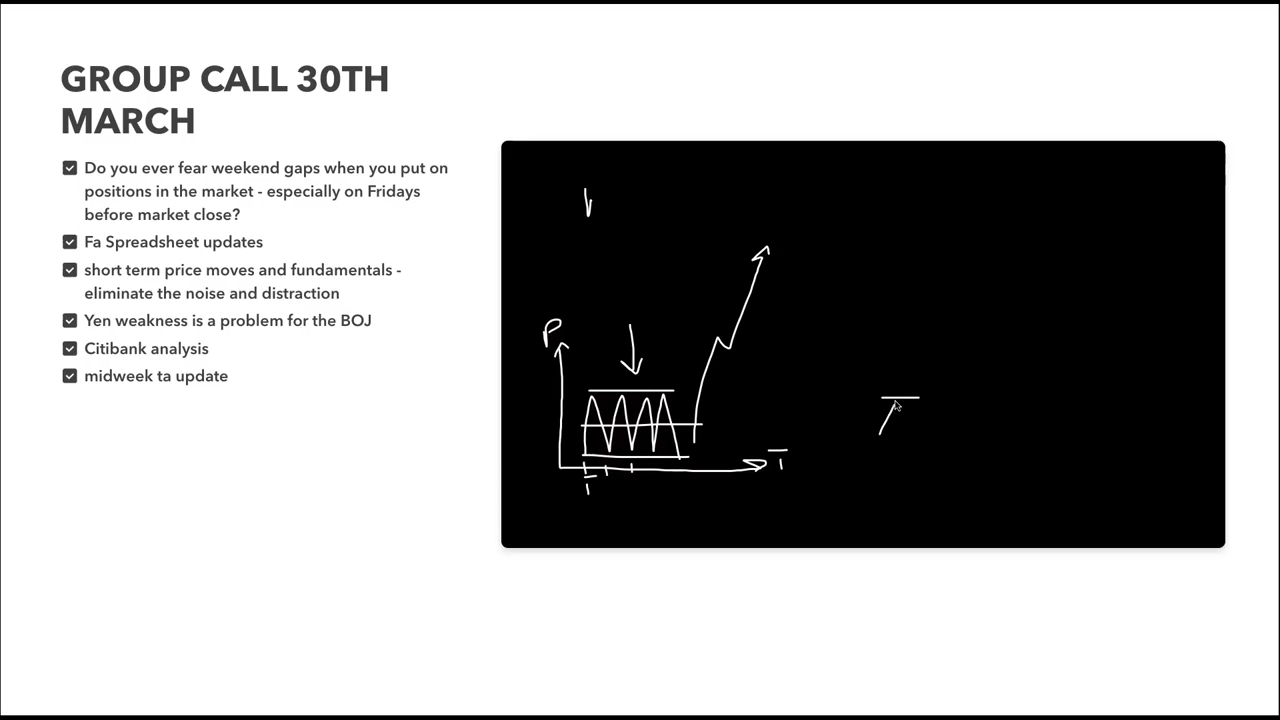 GROUP CALL 30TH
MARCH
Do you ever fear weekend gaps when you put on
positions in the market - especially on Fridays
before market close?
Fa Spreadsheet updates
short term price moves and fundamentals -
eliminate the noise and distraction
Yen weakness is a problem for the BOJ
Citibank analysis
midweek ta update
P
T
T